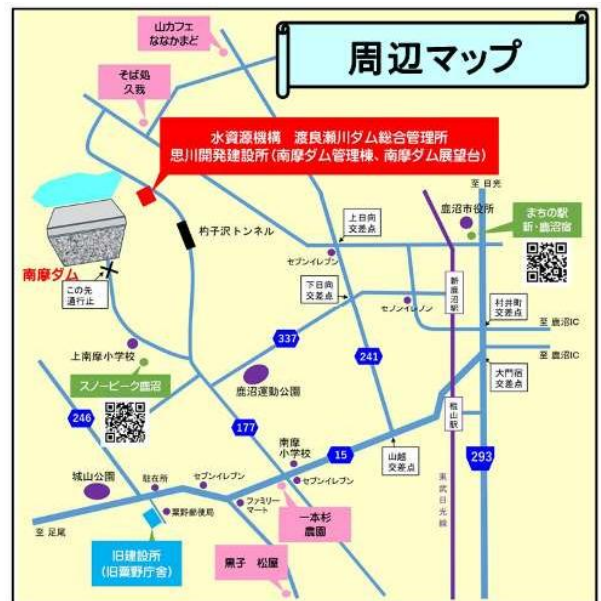 周辺マップ
山カフェ
ななかまど
そば処
久我
水資源機構 渡良瀬川ダム総合管理所
思川開発建設所(南摩ダム管理棟、南摩ダム展望台)
至 日光
鹿沼市役所
まちの駅
新・鹿沼宿
上日向
交差点
杓子沢トンネル
セブンイレブン
南摩ダム
この先
通行止
下日向
交差点
セブンイレブン
新鹿沼駅
村井町
交差点
至 鹿沼IC
至 鹿沼IC
337
241
上南摩小学校
スノーピーク鹿沼
鹿沼運動公園
大門宿
交差点
樅山駅
246
177
南摩
小学校
15
山越
交差点
293
城山公園
駐在所
セブンイレブン
セブンイレブン
東武日光線
粟野郵便局
ファミリー
マート
一本杉
農園
至 足尾
旧建設所
(旧粟野庁舎)
黒子 松屋